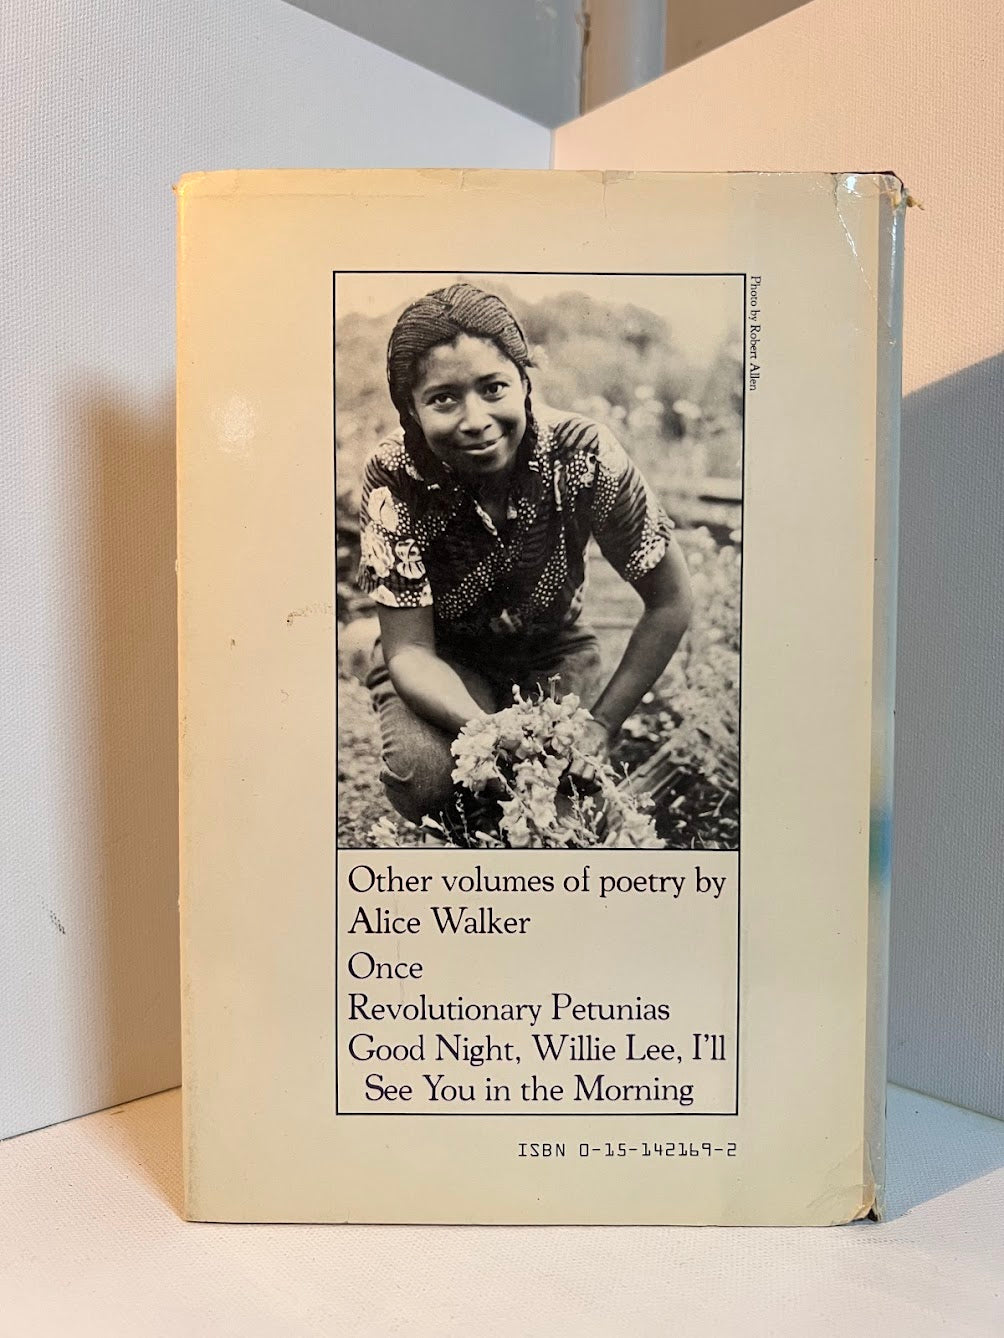 Photo by Robert Allen
Other volumes of poetry by
Alice Walker
Once
Revolutionary Petunias
Good Night, Willie Lee, I'll
See You in the Morning
ISBN 0-15-142169-2